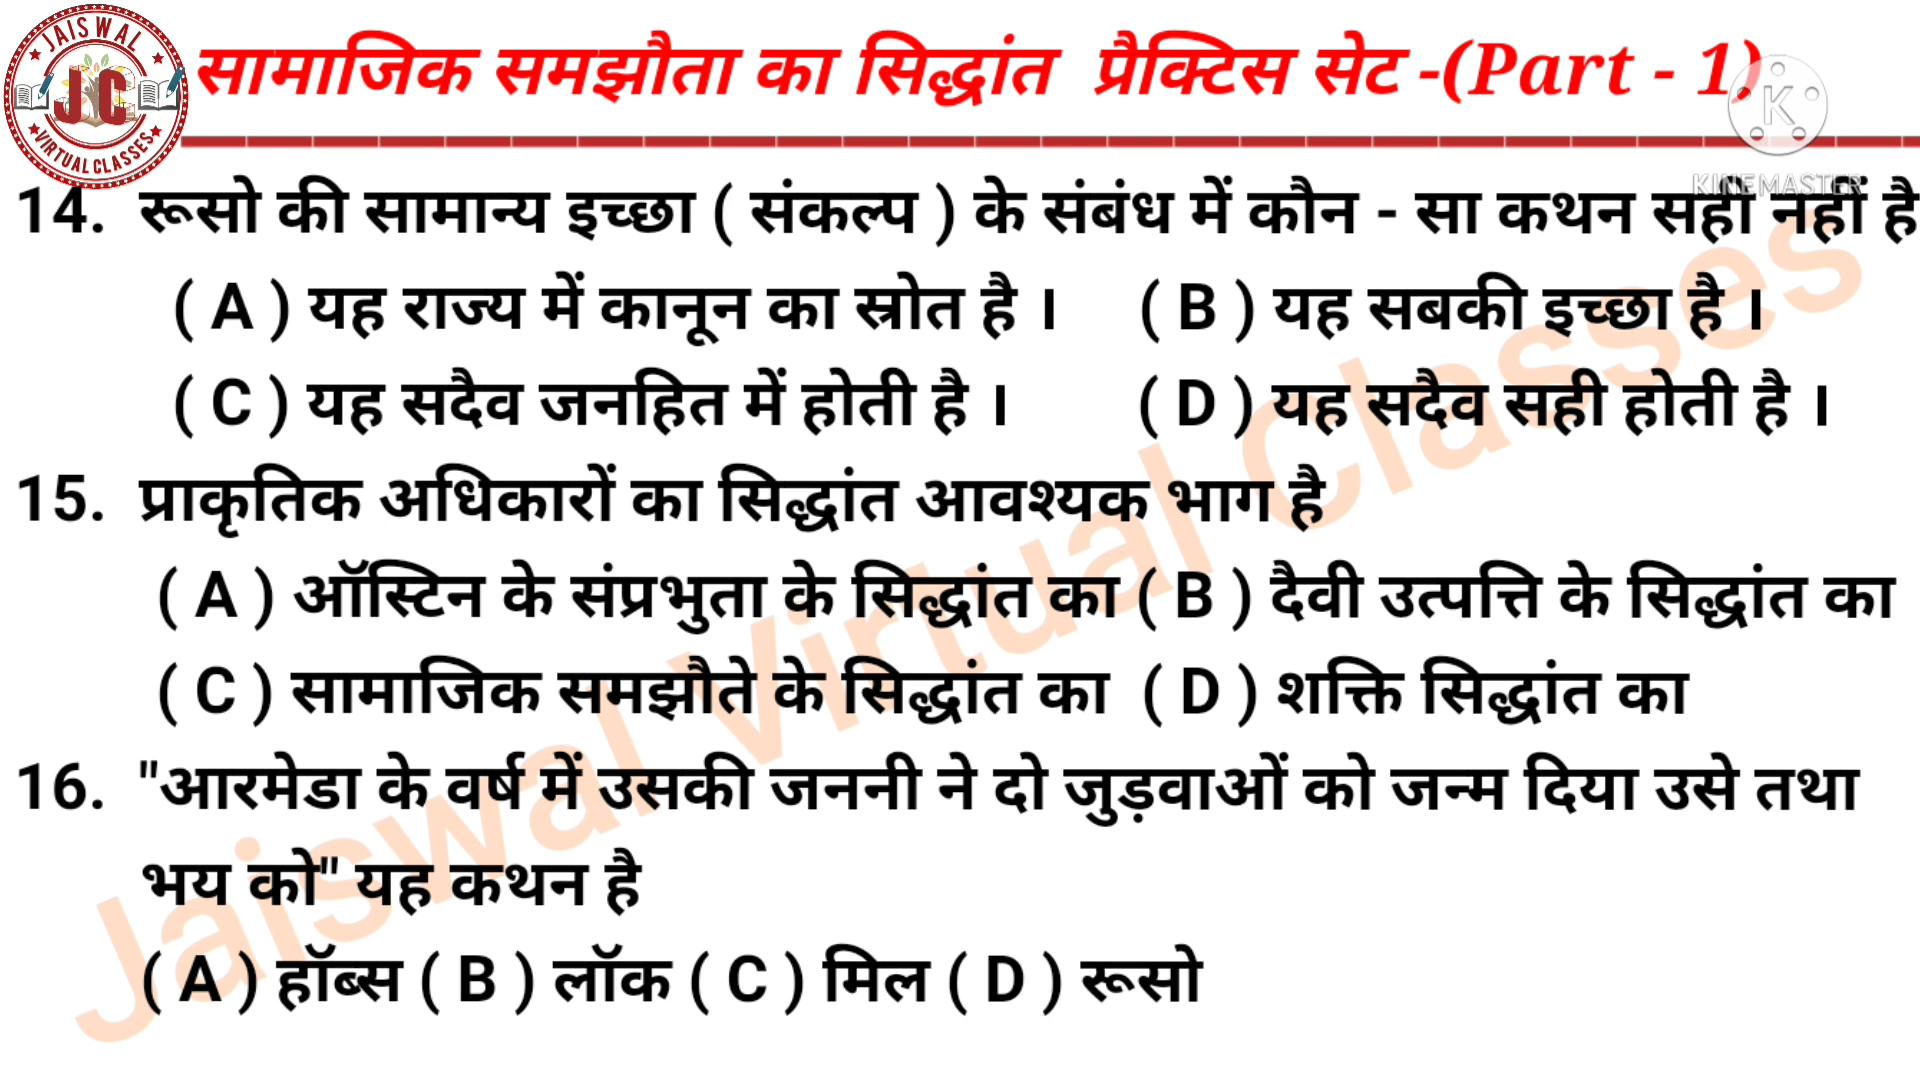 JAISWAL
JC
VIRTUAL CLASSES
सामाजिक समझौता का सिद्धांत प्रैक्टिस सेट -(Part - 1)
K
KINEMASTER
14. रूसो की सामान्य इच्छा ( संकल्प ) के संबंध में कौन - सा कथन सही नहीं है
( A ) यह राज्य में कानून का स्रोत है । ( B ) यह सबकी इच्छा है ।
( C ) यह सदैव जनहित में होती है । ( D ) यह सदैव सही होती है ।
15. प्राकृतिक अधिकारों का सिद्धांत आवश्यक भाग है
( A ) ऑस्टिन के संप्रभुता के सिद्धांत का ( B ) दैवी उत्पत्ति के सिद्धांत का
( C ) सामाजिक समझौते के सिद्धांत का ( D ) शक्ति सिद्धांत का
16. "आरमेडा के वर्ष में उसकी जननी ने दो जुड़वाओं को जन्म दिया उसे तथा
भय को" यह कथन है
( A ) हॉब्स ( B ) लॉक ( C ) मिल ( D ) रूसो
Jaiswal Virtual Classes